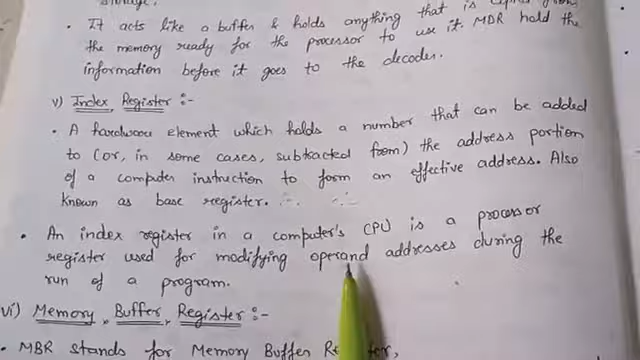 storage.
• It acts like a buffer & holds anything that is copied from
the memory ready for the processor to use it. MBR hold the
information before it goes to the decoder.
v) Index Register :-
• A hardware element which holds a number that can be added
to (or, in some cases, subtracted from) the address portion
of a computer instruction to form an effective address. Also
known as base register.
• An index register in a computer's CPU is a processor
register used for modifying operand addresses during the
run of a program.
vi) Memory Buffer Register :-
• MBR stands for Memory Buffer Register,